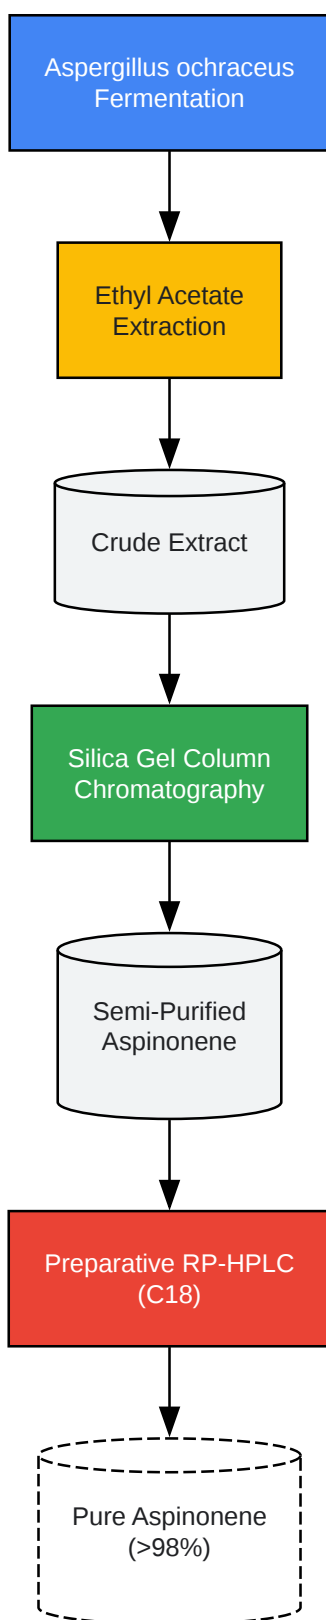 Aspergillus ochraceus
Fermentation
Ethyl Acetate
Extraction
Crude Extract
Silica Gel Column
Chromatography
Semi-Purified
Aspinonene
Preparative RP-HPLC
(C18)
Pure Aspinonene
(>98%)